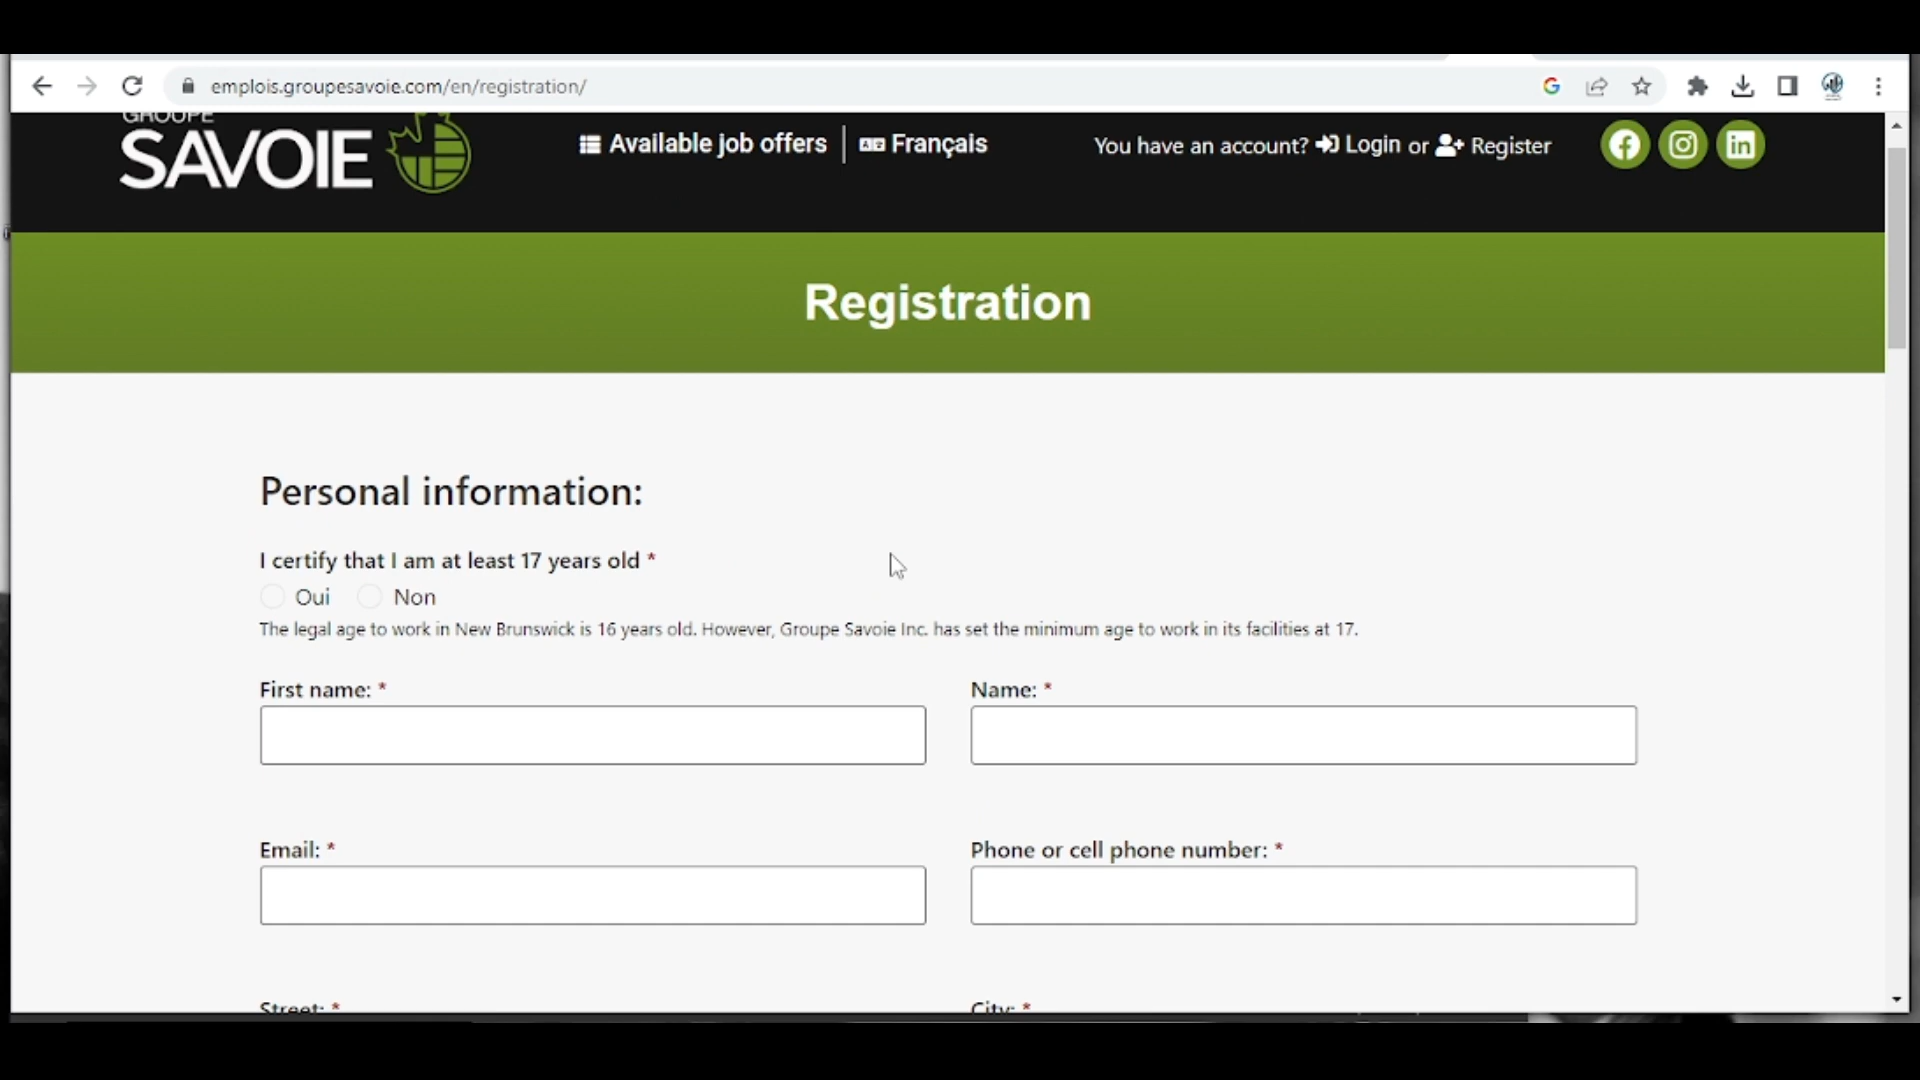 emplois.groupesavoie.com/en/registration/
GROUPE
SAVOIE
Available job offers
Français
You have an account? Login or Register
Registration
Personal information:
I certify that I am at least 17 years old *
Oui Non
The legal age to work in New Brunswick is 16 years old. However, Groupe Savoie Inc. has set the minimum age to work in its facilities at 17.
First name: * Name: *
Email: * Phone or cell phone number: *
Street: * City: *